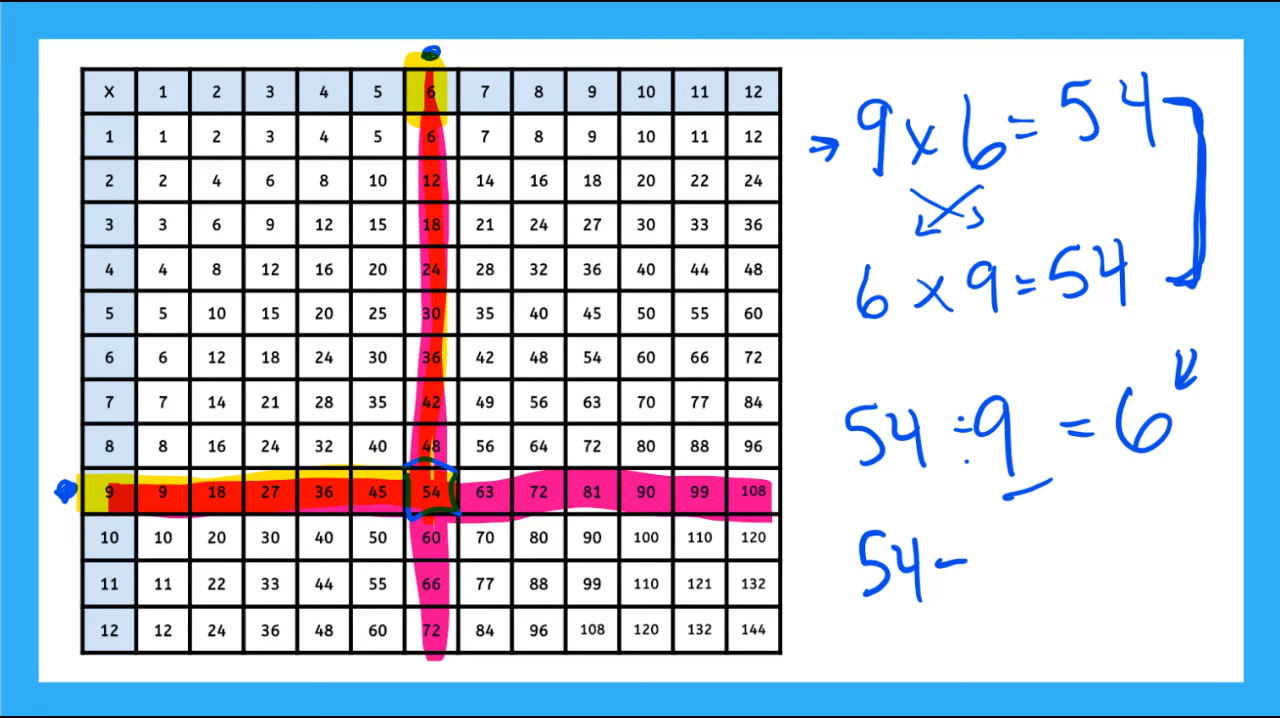 X 1 2 3 4 5 6 7 8 9 10 11 12
1 1 2 3 4 5 6 7 8 9 10 11 12
2 2 4 6 8 10 12 14 16 18 20 22 24
3 3 6 9 12 15 18 21 24 27 30 33 36
4 4 8 12 16 20 24 28 32 36 40 44 48
5 5 10 15 20 25 30 35 40 45 50 55 60
6 6 12 18 24 30 36 42 48 54 60 66 72
7 7 14 21 28 35 42 49 56 63 70 77 84
8 8 16 24 32 40 48 56 64 72 80 88 96
9 9 18 27 36 45 54 63 72 81 90 99 108
10 10 20 30 40 50 60 70 80 90 100 110 120
11 11 22 33 44 55 66 77 88 99 110 121 132
12 12 24 36 48 60 72 84 96 108 120 132 144
9 x 6 = 54
6 x 9 = 54
54 ÷ 9 = 6
54 -